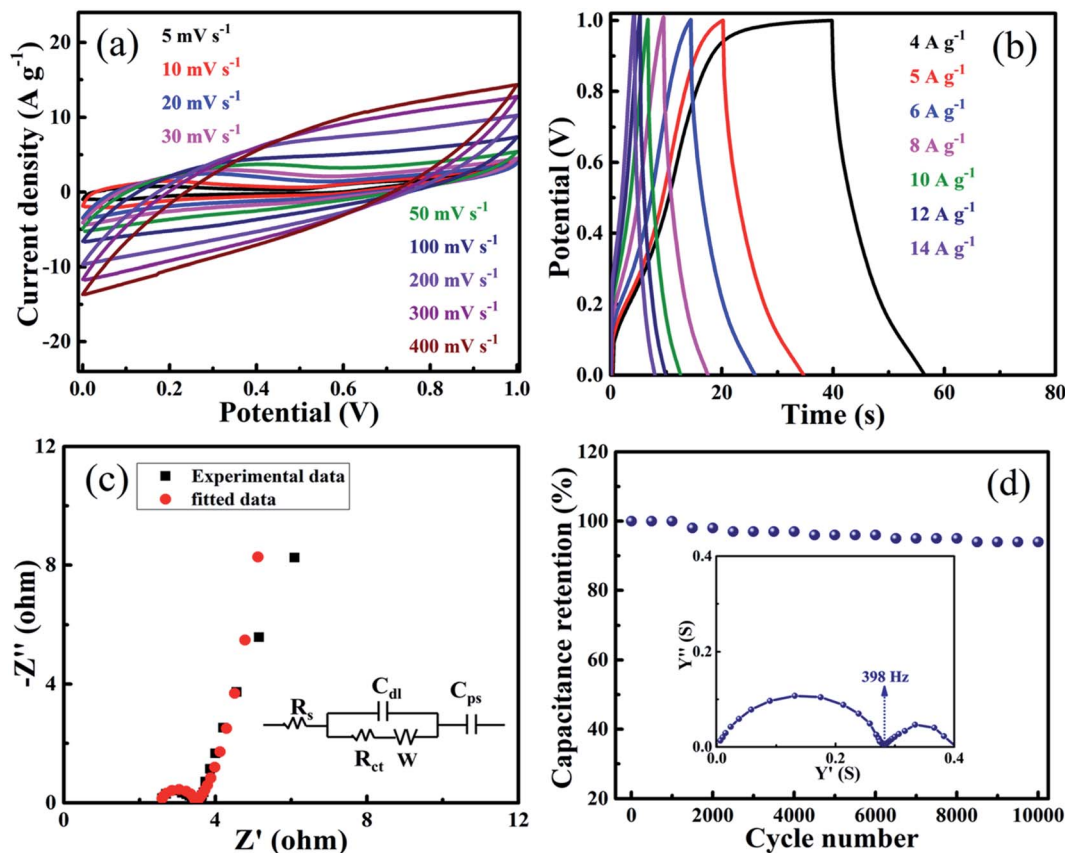 (a)
5 mV s⁻¹
10 mV s⁻¹
20 mV s⁻¹
30 mV s⁻¹
50 mV s⁻¹
100 mV s⁻¹
200 mV s⁻¹
300 mV s⁻¹
400 mV s⁻¹
Current density (A g⁻¹)
20
10
0
-10
-20
0.0 0.2 0.4 0.6 0.8 1.0
Potential (V)
(b)
4 A g⁻¹
5 A g⁻¹
6 A g⁻¹
8 A g⁻¹
10 A g⁻¹
12 A g⁻¹
14 A g⁻¹
Potential (V)
1.0
0.8
0.6
0.4
0.2
0.0
0 20 40 60 80
Time (s)
(c)
Experimental data
fitted data
-Z'' (ohm)
12
8
4
0
Rs
Cdl
Cps
Rct
W
0 4 8 12
Z' (ohm)
(d)
Capacitance retention (%)
120
100
80
60
40
20
0.4
0.2
0.0
Y'' (S)
398 Hz
0.0 0.2 0.4
Y' (S)
0 2000 4000 6000 8000 10000
Cycle number